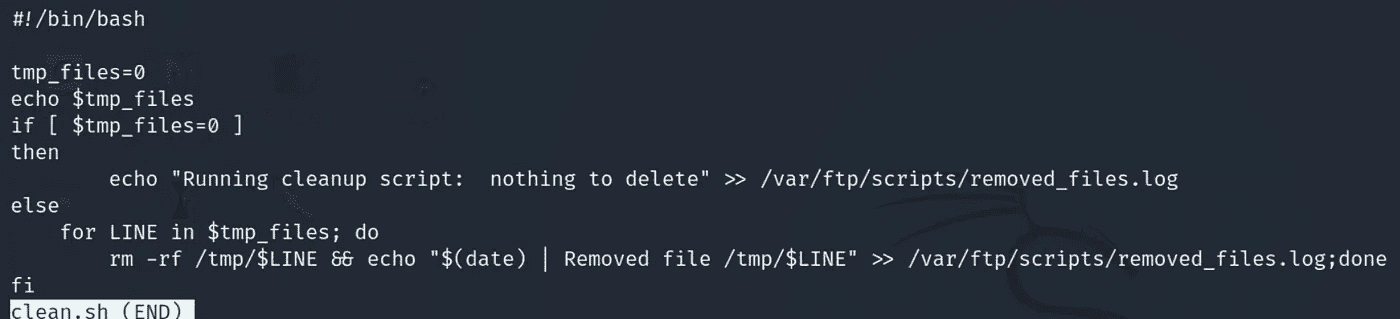 #!/bin/bash
tmp_files=0
echo $tmp_files
if [ $tmp_files=0 ]
then
        echo "Running cleanup script:  nothing to delete" >> /var/ftp/scripts/removed_files.log
else
    for LINE in $tmp_files; do
        rm -rf /tmp/$LINE && echo "$(date) | Removed file /tmp/$LINE" >> /var/ftp/scripts/removed_files.log;done
fi
clean.sh (END)